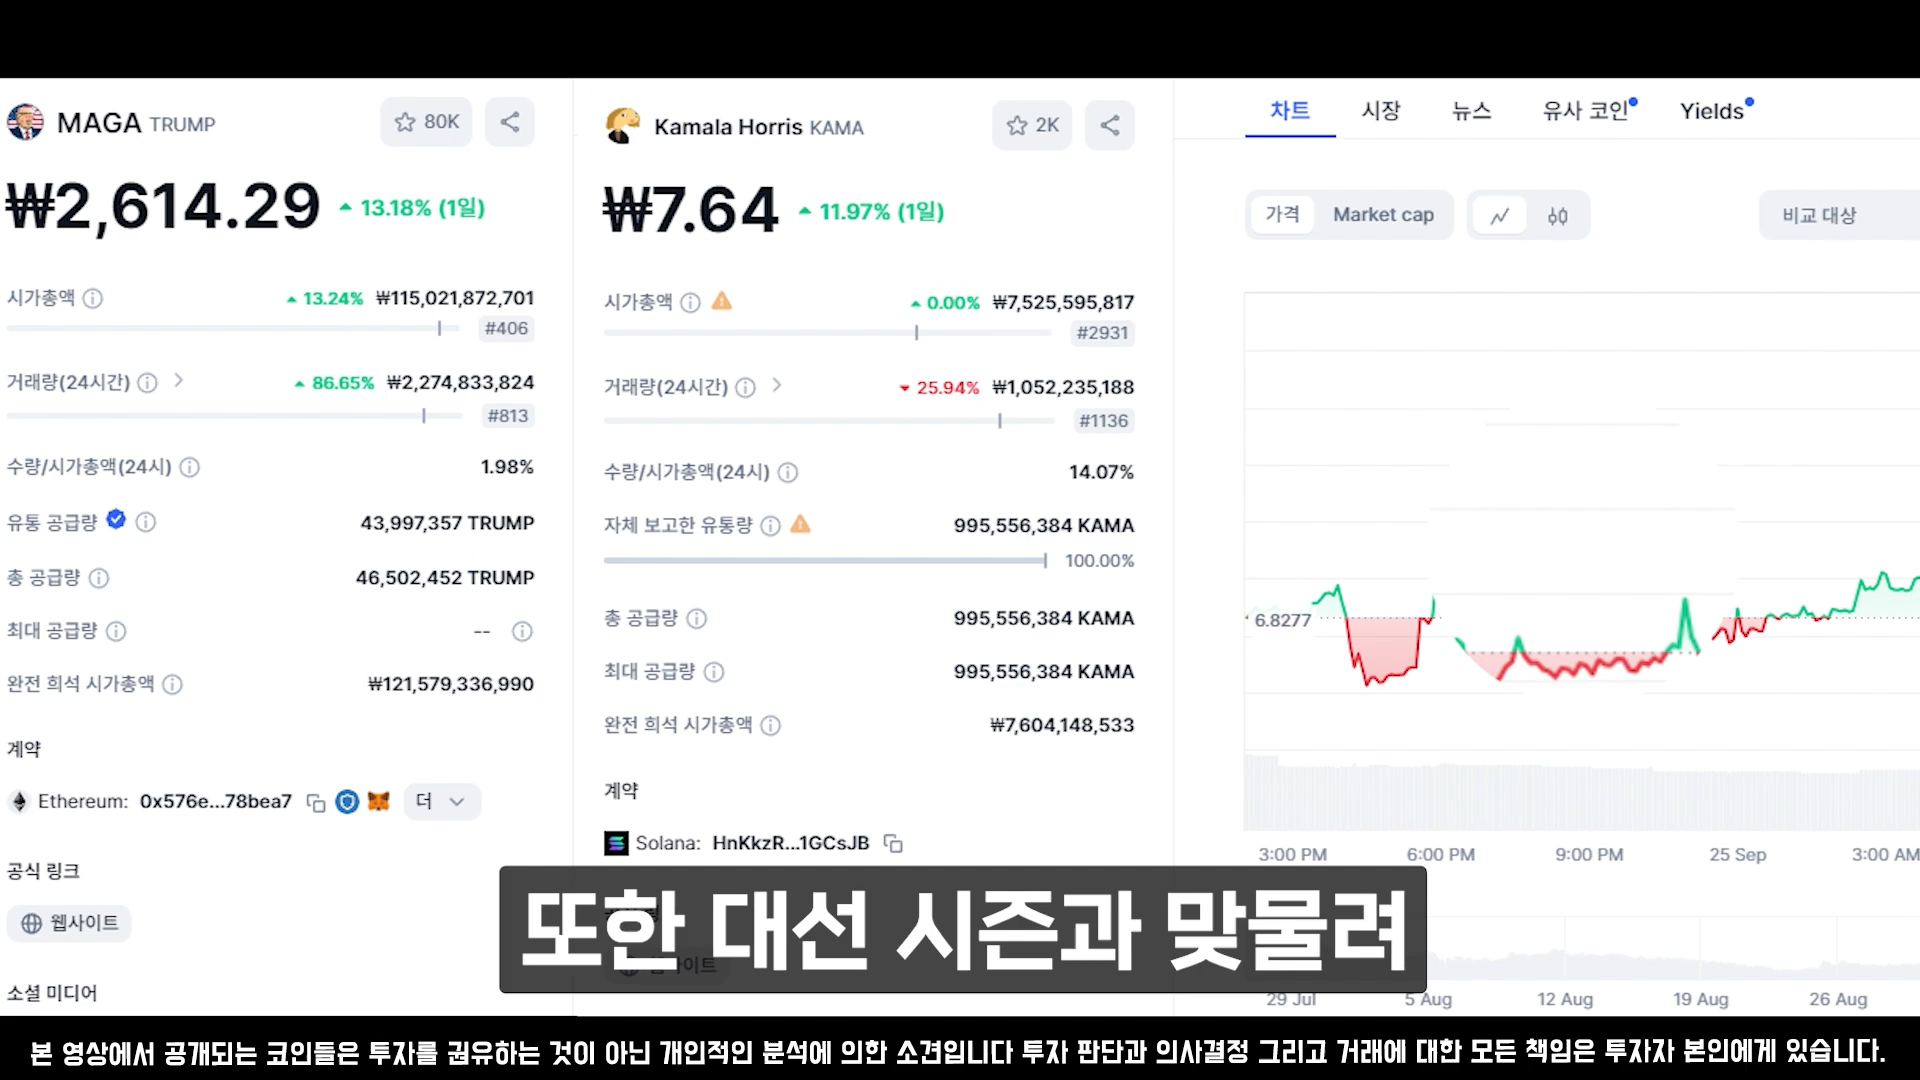 MAGA TRUMP
80K
₩2,614.29
13.18% (1일)
시가총액
13.24% ₩115,021,872,701
#406
거래량(24시간)
86.65% ₩2,274,833,824
#813
수량/시가총액(24시)
1.98%
유통 공급량
43,997,357 TRUMP
총 공급량
46,502,452 TRUMP
최대 공급량
--
완전 희석 시가총액
₩121,579,336,990
계약
Ethereum: 0x576e...78bea7
더
공식 링크
웹사이트
소셜 미디어
Kamala Horris KAMA
2K
₩7.64
11.97% (1일)
시가총액
0.00% ₩7,525,595,817
#2931
거래량(24시간)
25.94% ₩1,052,235,188
#1136
수량/시가총액(24시)
14.07%
자체 보고한 유통량
995,556,384 KAMA
100.00%
총 공급량
995,556,384 KAMA
최대 공급량
995,556,384 KAMA
완전 희석 시가총액
₩7,604,148,533
계약
Solana: HnKkzR...1GCsJB
차트 시장 뉴스 유사 코인 Yields
가격 Market cap
비교 대상
6.8277
3:00 PM 6:00 PM 9:00 PM 25 Sep 3:00 AM
29 Jul 5 Aug 12 Aug 19 Aug 26 Aug
또한 대선 시즌과 맞물려
본 영상에서 공개되는 코인들은 투자를 권유하는 것이 아닌 개인적인 분석에 의한 소견입니다 투자 판단과 의사결정 그리고 거래에 대한 모든 책임은 투자자 본인에게 있습니다.